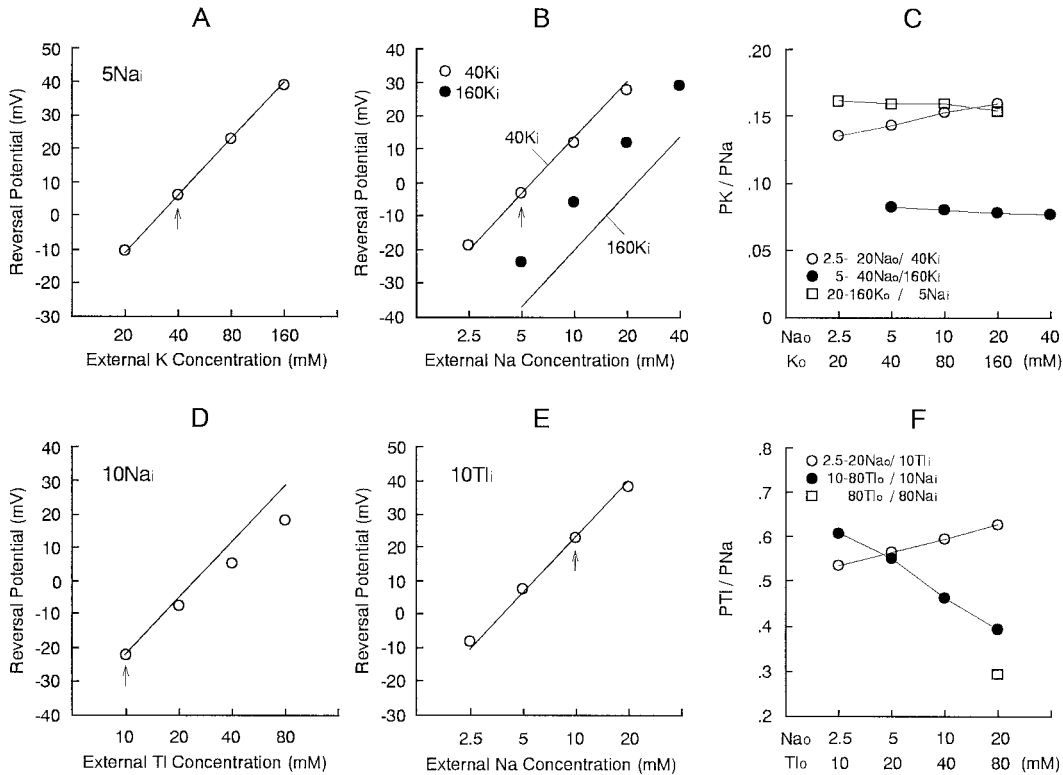 A
5Nai
Reversal Potential (mV)
50
40
30
20
10
0
-10
-20
-30
20 40 80 160
External K Concentration (mM)
B
40Ki
160Ki
Reversal Potential (mV)
40
30
20
10
0
-10
-20
-30
-40
40Ki
160Ki
2.5 5 10 20 40
External Na Concentration (mM)
C
PK / PNa
.20
0.15
0.10
.05
0
2.5- 20Nao/ 40Ki
5- 40Nao/160Ki
20-160Ko / 5Nai
Nao 2.5 5 10 20 40
Ko 20 40 80 160 (mM)
D
10Nai
Reversal Potential (mV)
40
30
20
10
0
-10
-20
-30
-40
10 20 40 80
External Tl Concentration (mM)
E
10Tli
Reversal Potential (mV)
50
40
30
20
10
0
-10
-20
-30
2.5 5 10 20
External Na Concentration (mM)
F
PTl / PNa
.8
.7
.6
.5
.4
.3
.2
2.5-20Nao/ 10Tli
10-80Tlo / 10Nai
80Tlo / 80Nai
Nao 2.5 5 10 20
Tlo 10 20 40 80 (mM)